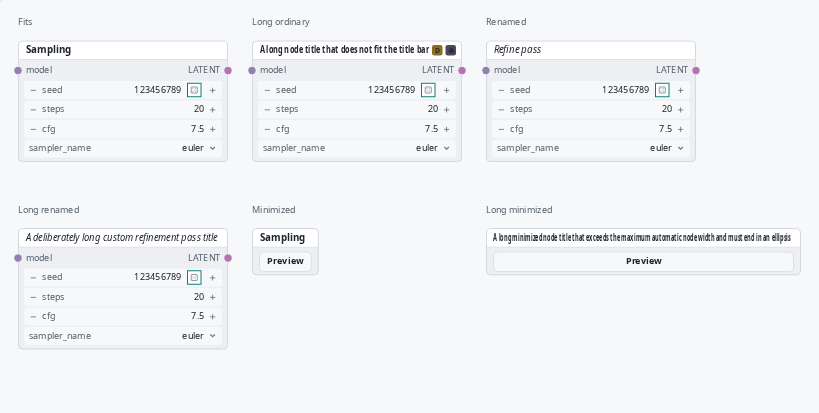 Fits
Long ordinary
Renamed
Sampling
A long node title that does not fit the title bar
Refine pass
model LATENT
model LATENT
model LATENT
− seed 123456789 +
− seed 123456789 +
− seed 123456789 +
− steps 20 +
− steps 20 +
− steps 20 +
− cfg 7.5 +
− cfg 7.5 +
− cfg 7.5 +
sampler_name euler
sampler_name euler
sampler_name euler
Long renamed
Minimized
Long minimized
A deliberately long custom refinement pass title
Sampling
A long minimized node title that exceeds the maximum automatic node width and must end in an ellipsis
model LATENT
Preview
Preview
− seed 123456789 +
− steps 20 +
− cfg 7.5 +
sampler_name euler